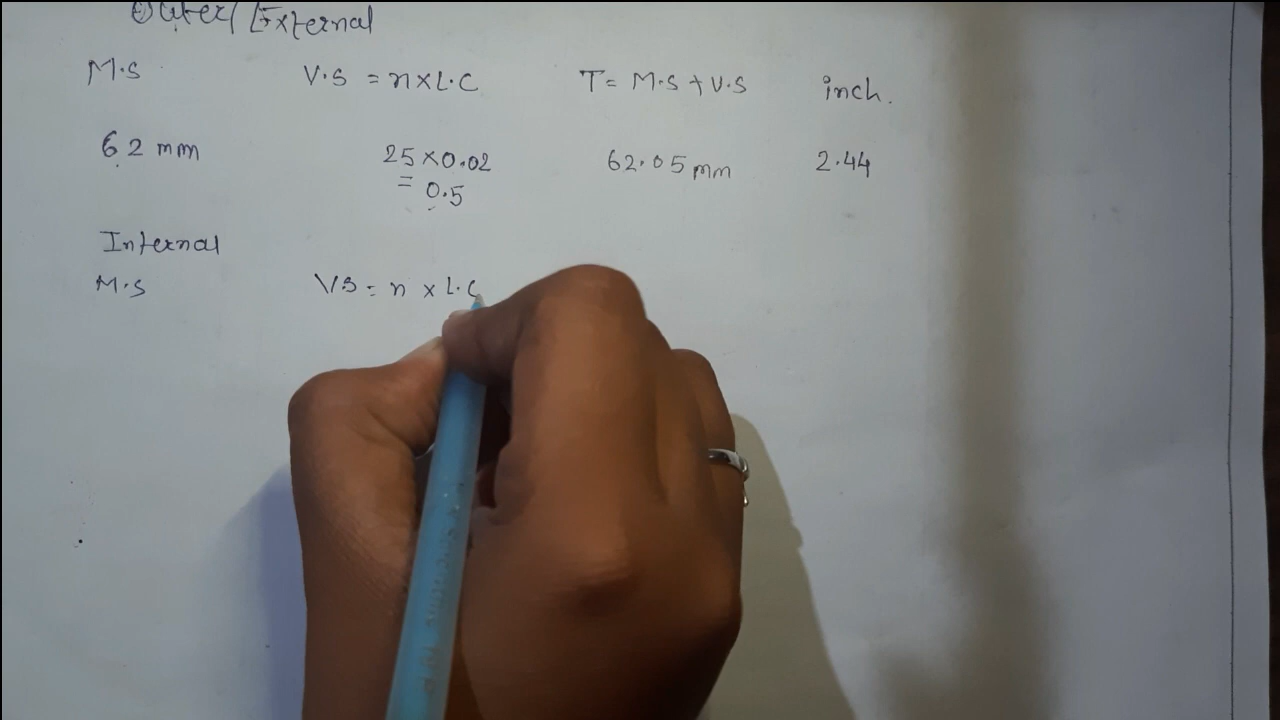 Outer/External
M.S V.S = n×L.C T= M.S + V.S inch.
62 mm 25 ×0.02 62.05 mm 2.44
= 0.5
Internal
M.S V.S = n × L.C